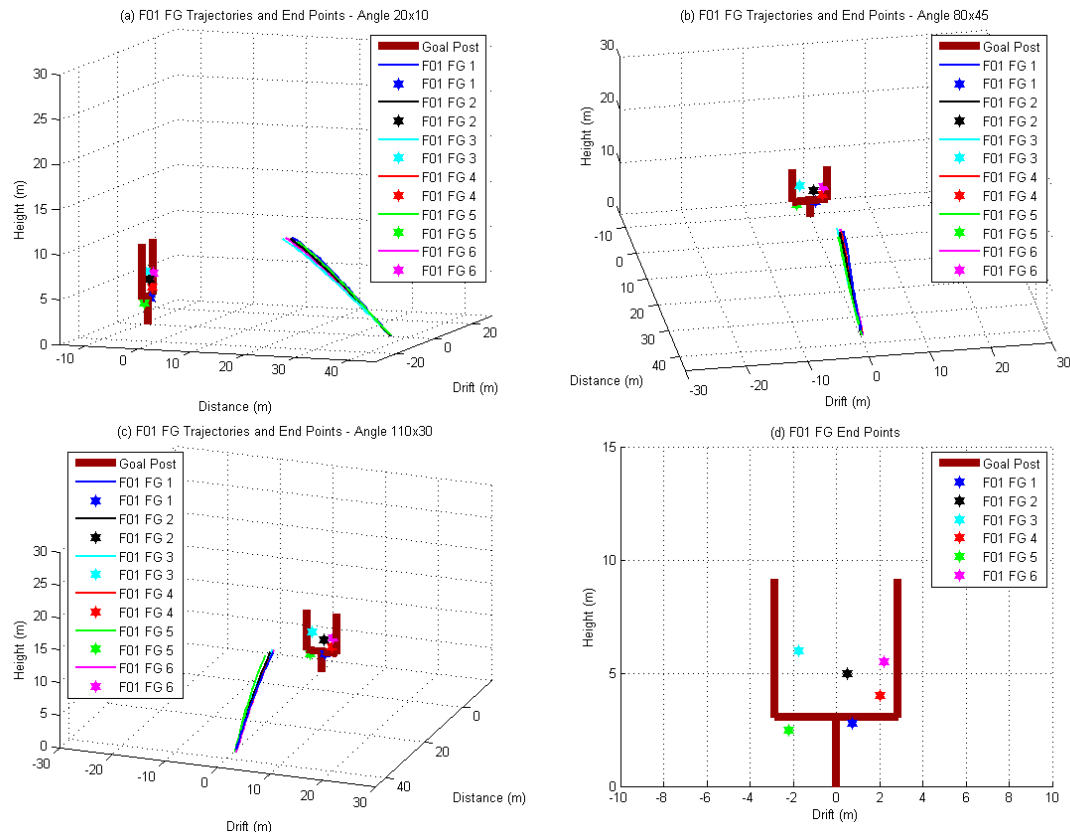 (a) F01 FG Trajectories and End Points - Angle 20x10
30
25
20
15
10
5
0
Height (m)
-10
0
10
20
30
40
Distance (m)
-20
0
20
Drift (m)
Goal Post
F01 FG 1
F01 FG 1
F01 FG 2
F01 FG 2
F01 FG 3
F01 FG 3
F01 FG 4
F01 FG 4
F01 FG 5
F01 FG 5
F01 FG 6
F01 FG 6
(b) F01 FG Trajectories and End Points - Angle 80x45
30
20
10
0
Height (m)
-10
0
10
20
30
40
Distance (m)
-30
-20
-10
0
10
20
30
Drift (m)
Goal Post
F01 FG 1
F01 FG 1
F01 FG 2
F01 FG 2
F01 FG 3
F01 FG 3
F01 FG 4
F01 FG 4
F01 FG 5
F01 FG 5
F01 FG 6
F01 FG 6
(c) F01 FG Trajectories and End Points - Angle 110x30
Goal Post
F01 FG 1
F01 FG 1
F01 FG 2
F01 FG 2
F01 FG 3
F01 FG 3
F01 FG 4
F01 FG 4
F01 FG 5
F01 FG 5
F01 FG 6
F01 FG 6
30
25
20
15
10
5
0
Height (m)
-30
-20
-10
0
10
20
30
Drift (m)
0
20
40
Distance (m)
(d) F01 FG End Points
15
10
5
0
Height (m)
-10
-8
-6
-4
-2
0
2
4
6
8
10
Drift (m)
Goal Post
F01 FG 1
F01 FG 2
F01 FG 3
F01 FG 4
F01 FG 5
F01 FG 6